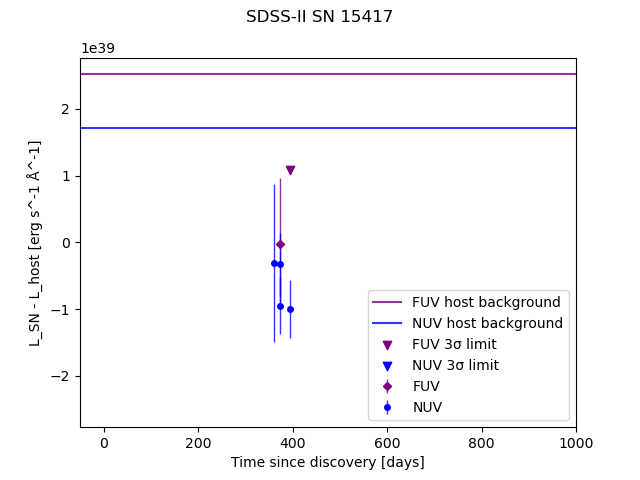 SDSS-II SN 15417
1e39
2
1
0
−1
−2
L_SN - L_host [erg s^-1 Å^-1]
FUV host background
NUV host background
FUV 3σ limit
NUV 3σ limit
FUV
NUV
0 200 400 600 800 1000
Time since discovery [days]